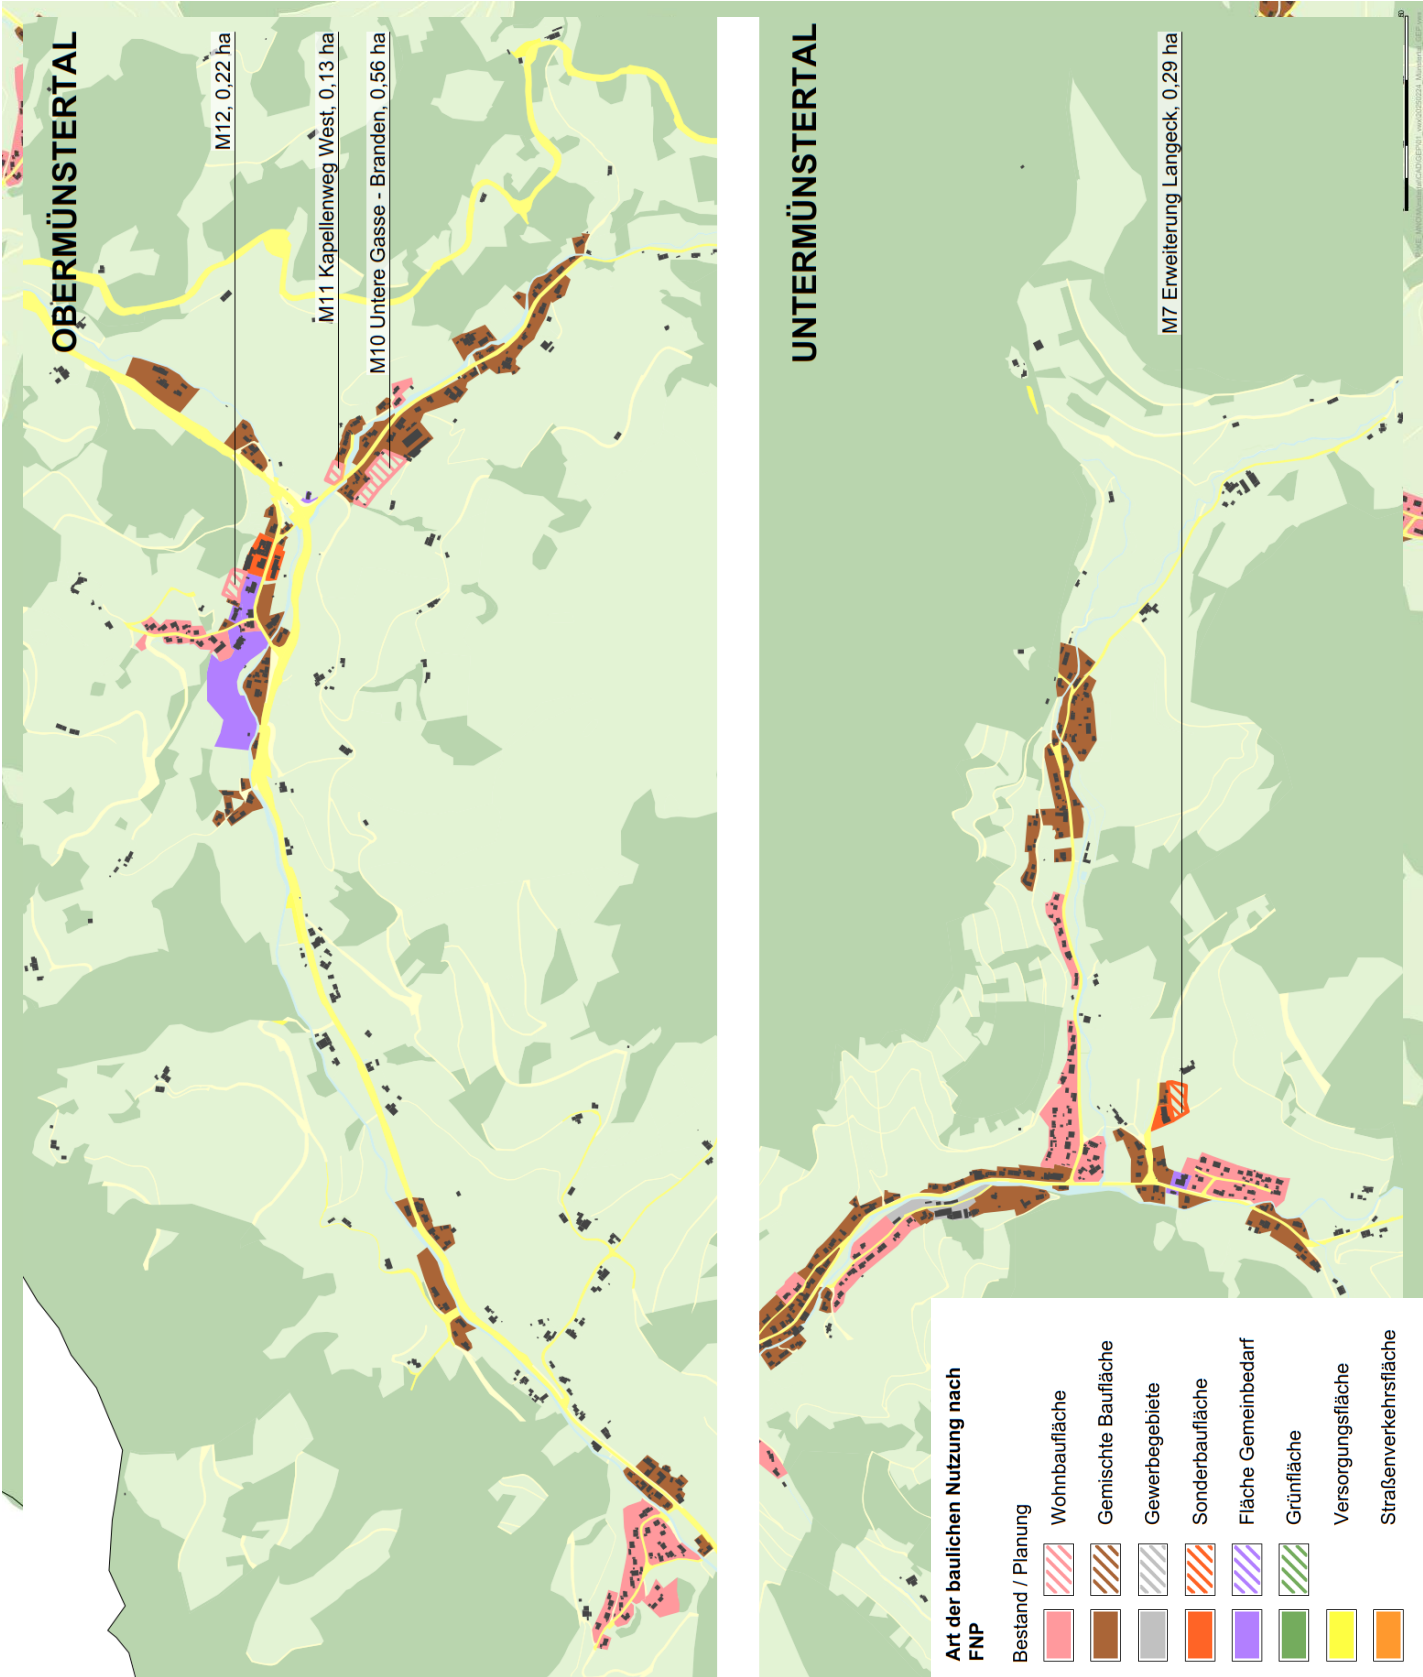 OBERMÜNSTERTAL
M12, 0,22 ha
M11 Kapellenweg West, 0,13 ha
M10 Untere Gasse - Branden, 0,56 ha
UNTERMÜNSTERTAL
M7 Erweiterung Langeck, 0,29 ha
Art der baulichen Nutzung nach
FNP
Bestand / Planung
Wohnbaufläche
Gemischte Baufläche
Gewerbegebiete
Sonderbaufläche
Fläche Gemeinbedarf
Grünfläche
Versorgungsfläche
Straßenverkehrsfläche